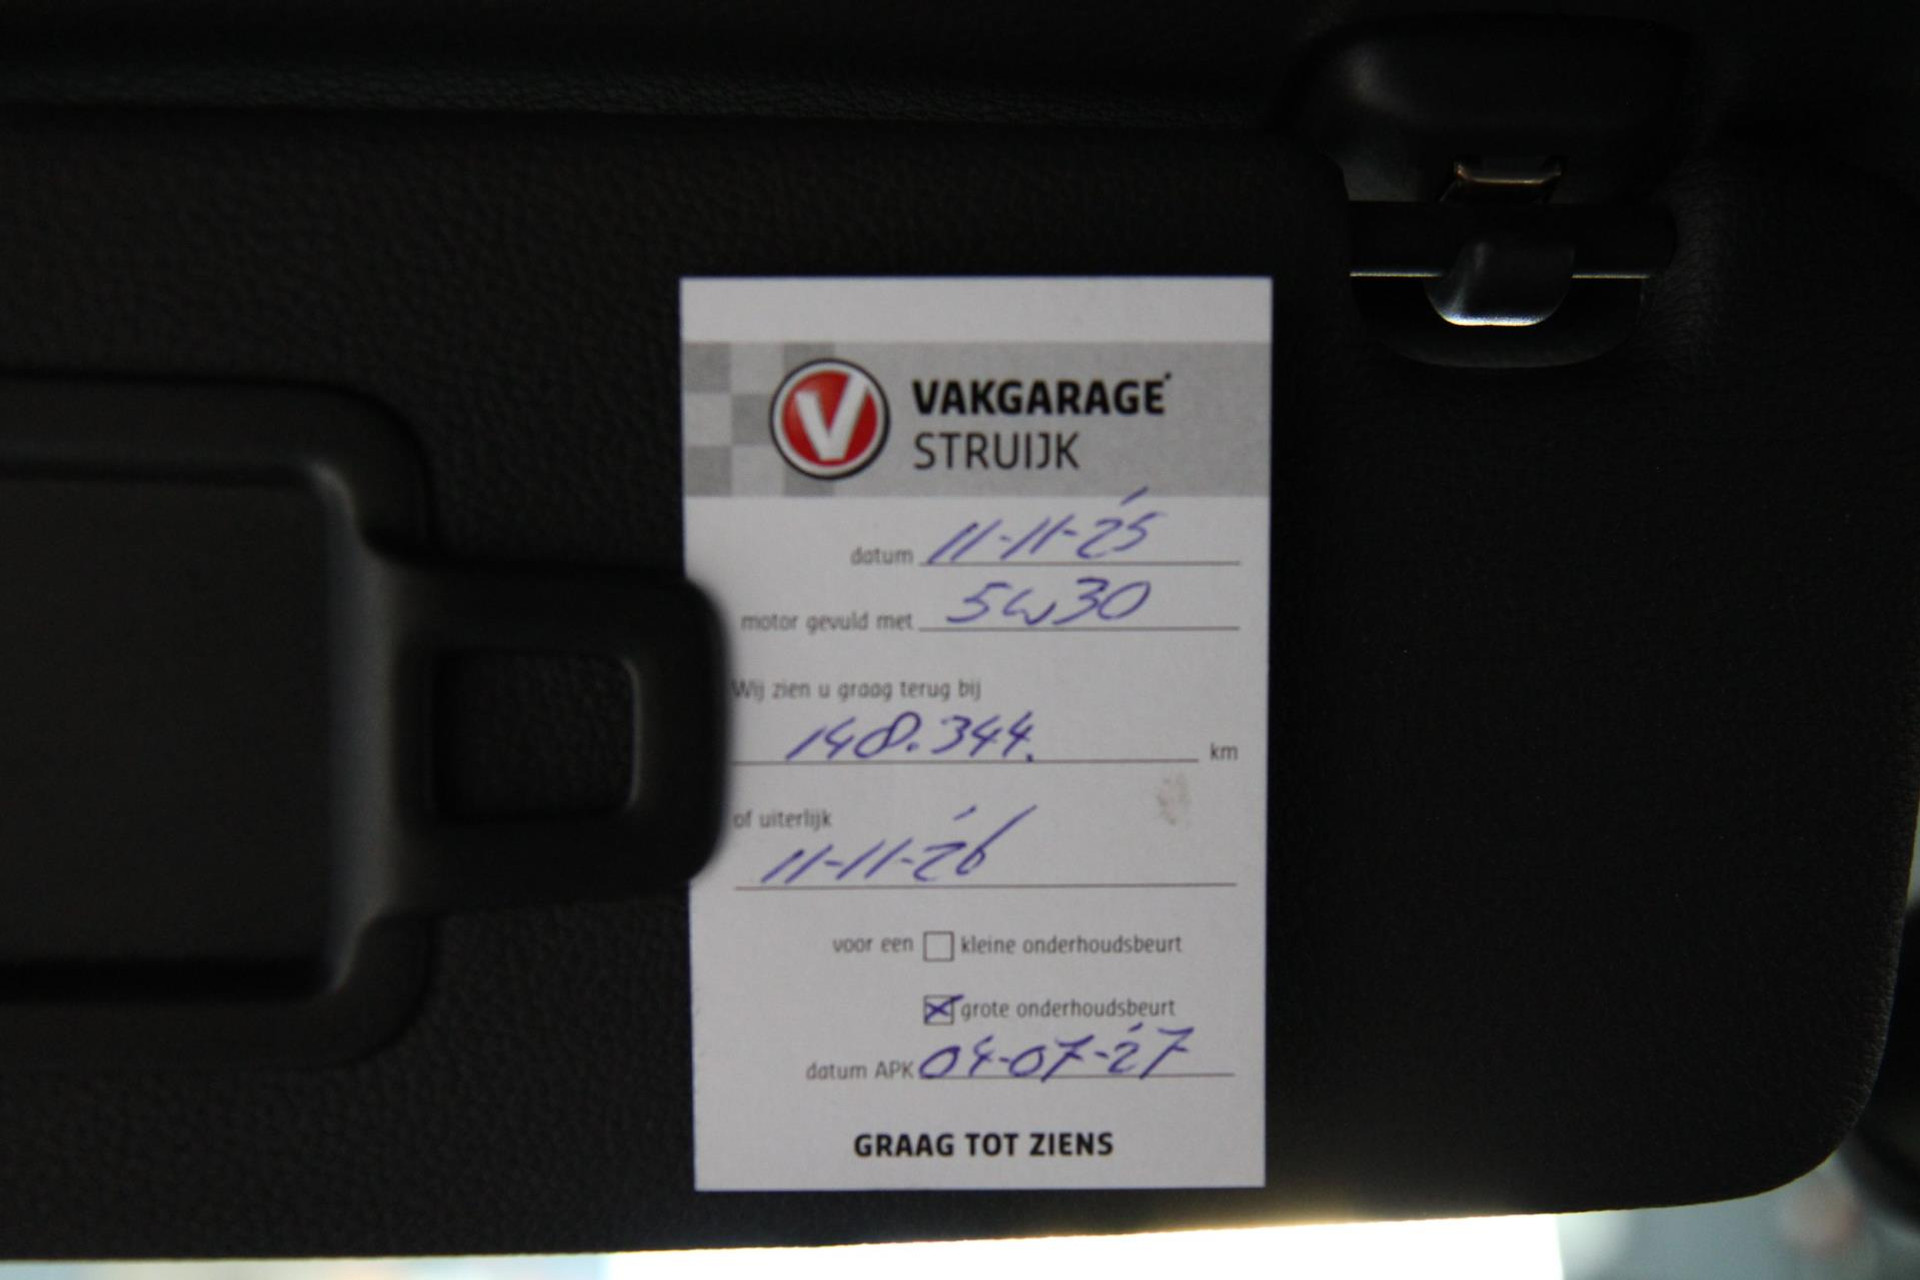 V VAKGARAGE
STRUIJK
datum 11-11-'25
motor gevuld met 5w30
Wij zien u graag terug bij
148.344. km
of uiterlijk
11-11-'26
voor een kleine onderhoudsbeurt
grote onderhoudsbeurt
datum APK 04-07-'27
GRAAG TOT ZIENS